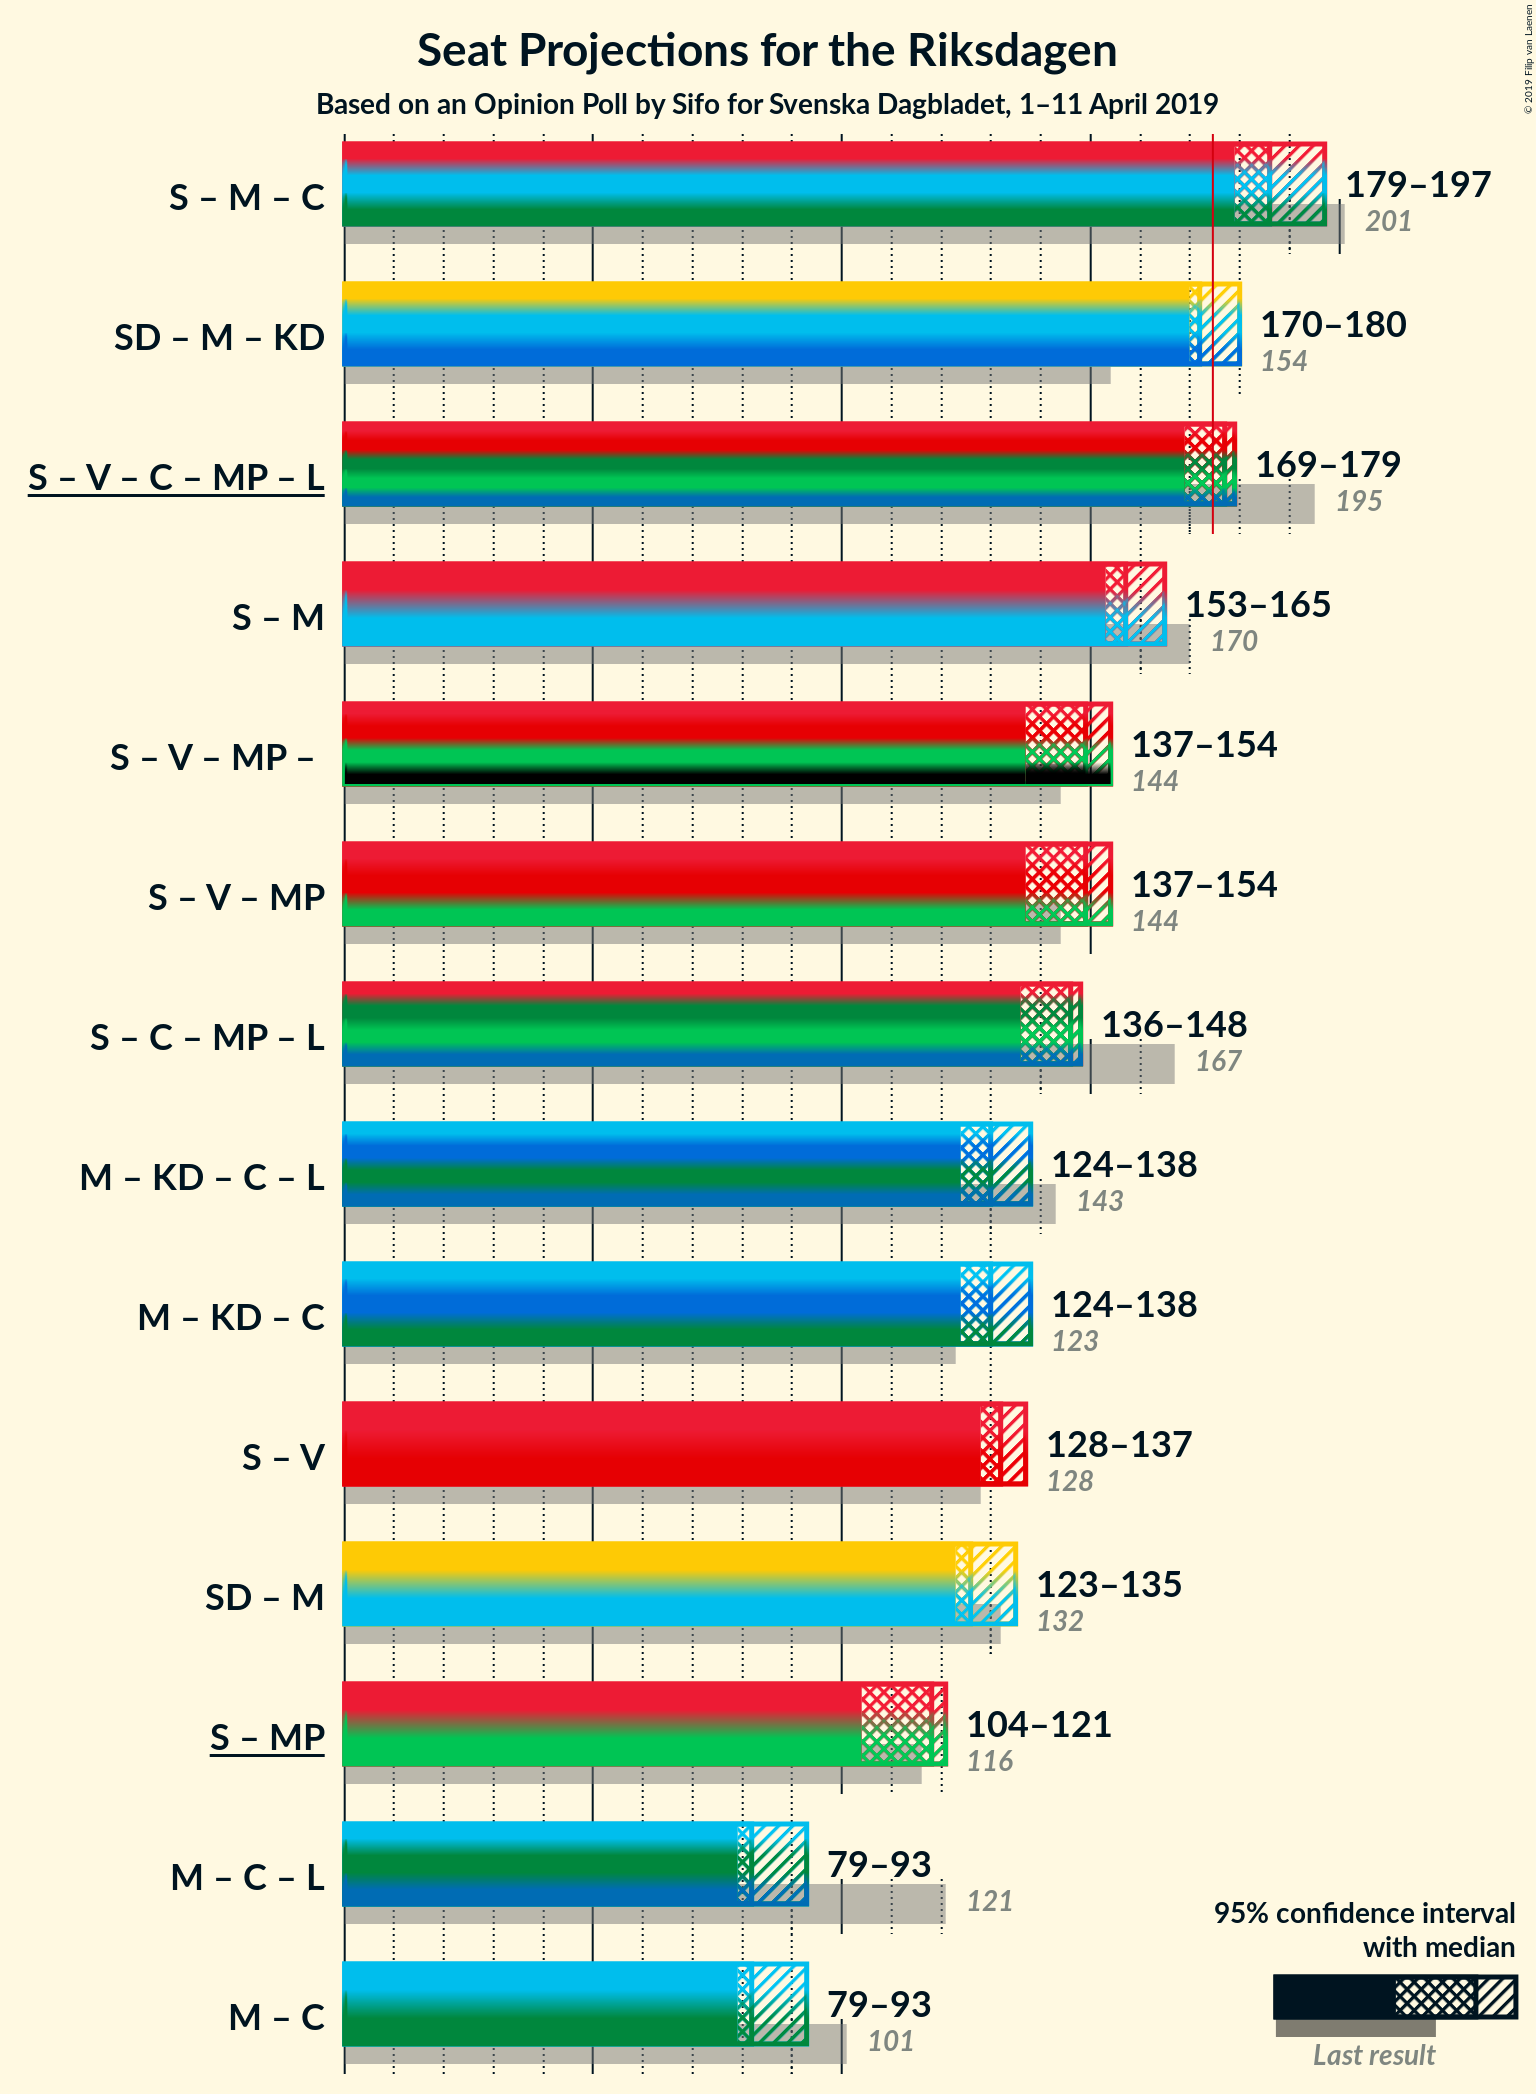 Seat Projections for the Riksdagen
Based on an Opinion Poll by Sifo for Svenska Dagbladet, 1–11 April 2019
© 2019 Filip van Laenen
S – M – C
179–197
201
SD – M – KD
170–180
154
S – V – C – MP – L
169–179
195
S – M
153–165
170
S – V – MP –
137–154
144
S – V – MP
137–154
144
S – C – MP – L
136–148
167
M – KD – C – L
124–138
143
M – KD – C
124–138
123
S – V
128–137
128
SD – M
123–135
132
S – MP
104–121
116
M – C – L
79–93
121
M – C
79–93
101
95% confidence interval
with median
Last result